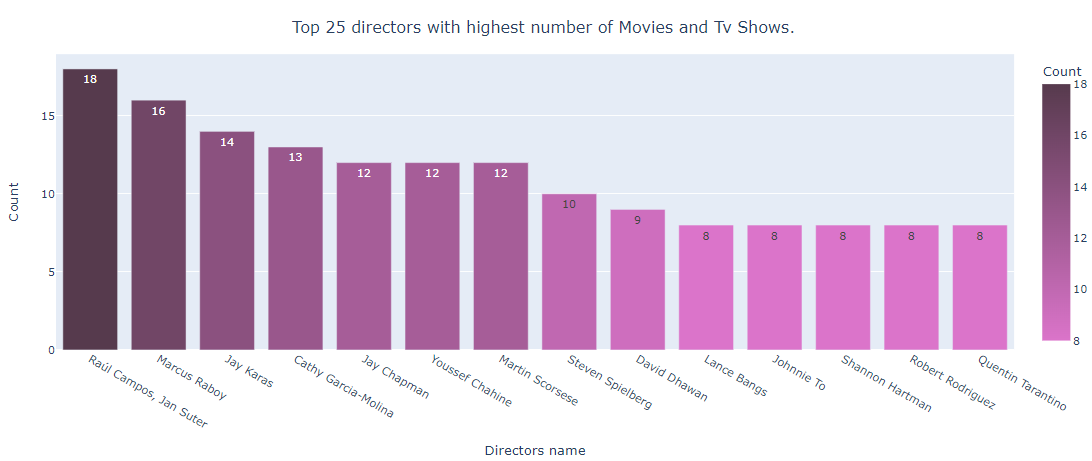 Top 25 directors with highest number of Movies and Tv Shows.
Count
15
10
5
0
18
16
14
13
12
12
12
10
9
8
8
8
8
8
Raúl Campos, Jan Suter
Marcus Raboy
Jay Karas
Cathy Garcia-Molina
Jay Chapman
Youssef Chahine
Martin Scorsese
Steven Spielberg
David Dhawan
Lance Bangs
Johnnie To
Shannon Hartman
Robert Rodriguez
Quentin Tarantino
Directors name
Count
18
16
14
12
10
8